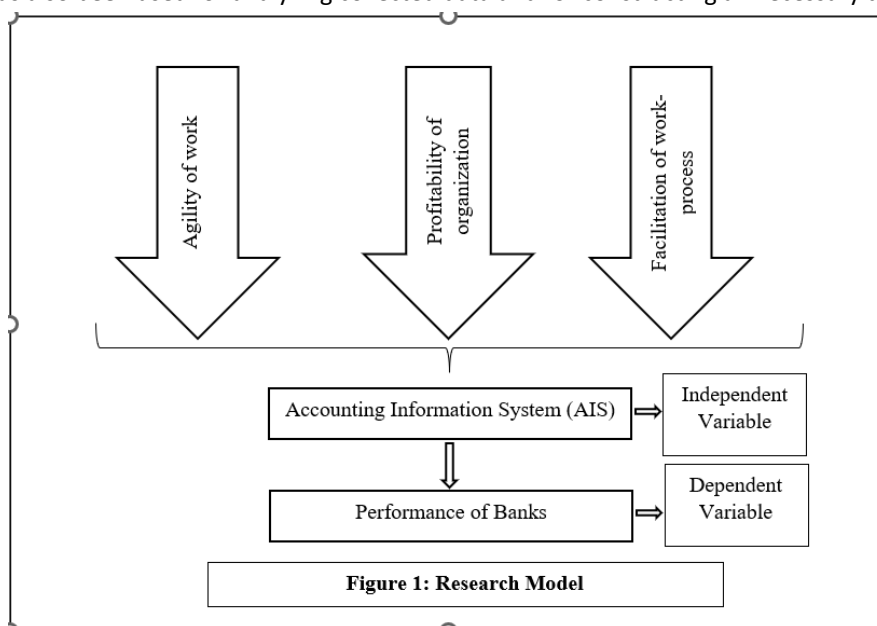 Agility of work
Profitability of
organization
Facilitation of work-
process
Accounting Information System (AIS)
Independent
Variable
Performance of Banks
Dependent
Variable
Figure 1: Research Model